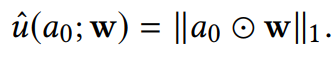 û(a₀; w) = ‖a₀ ⊙ w‖₁.